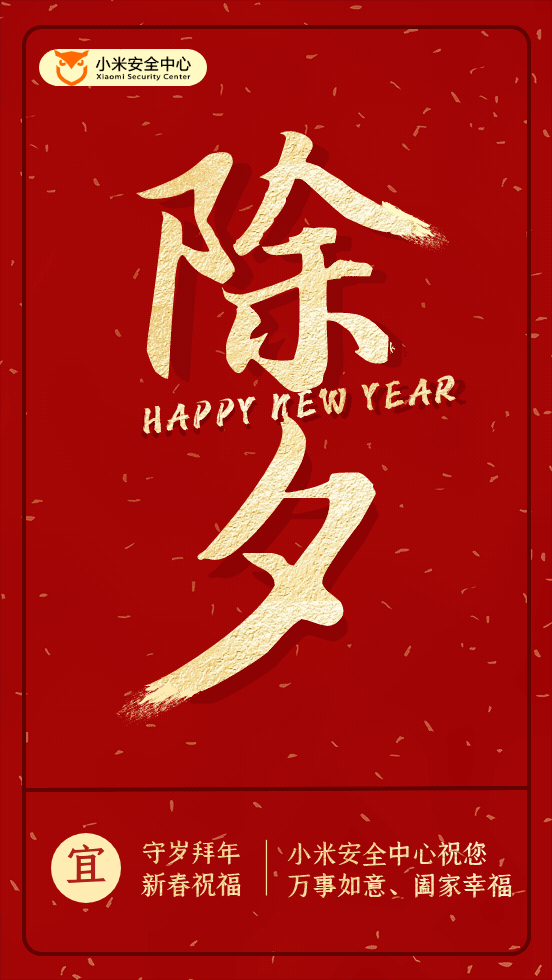 小米安全中心
Xiaomi Security Center
除
HAPPY NEW YEAR
夕
宜
守岁拜年
新春祝福
小米安全中心祝您
万事如意、阖家幸福